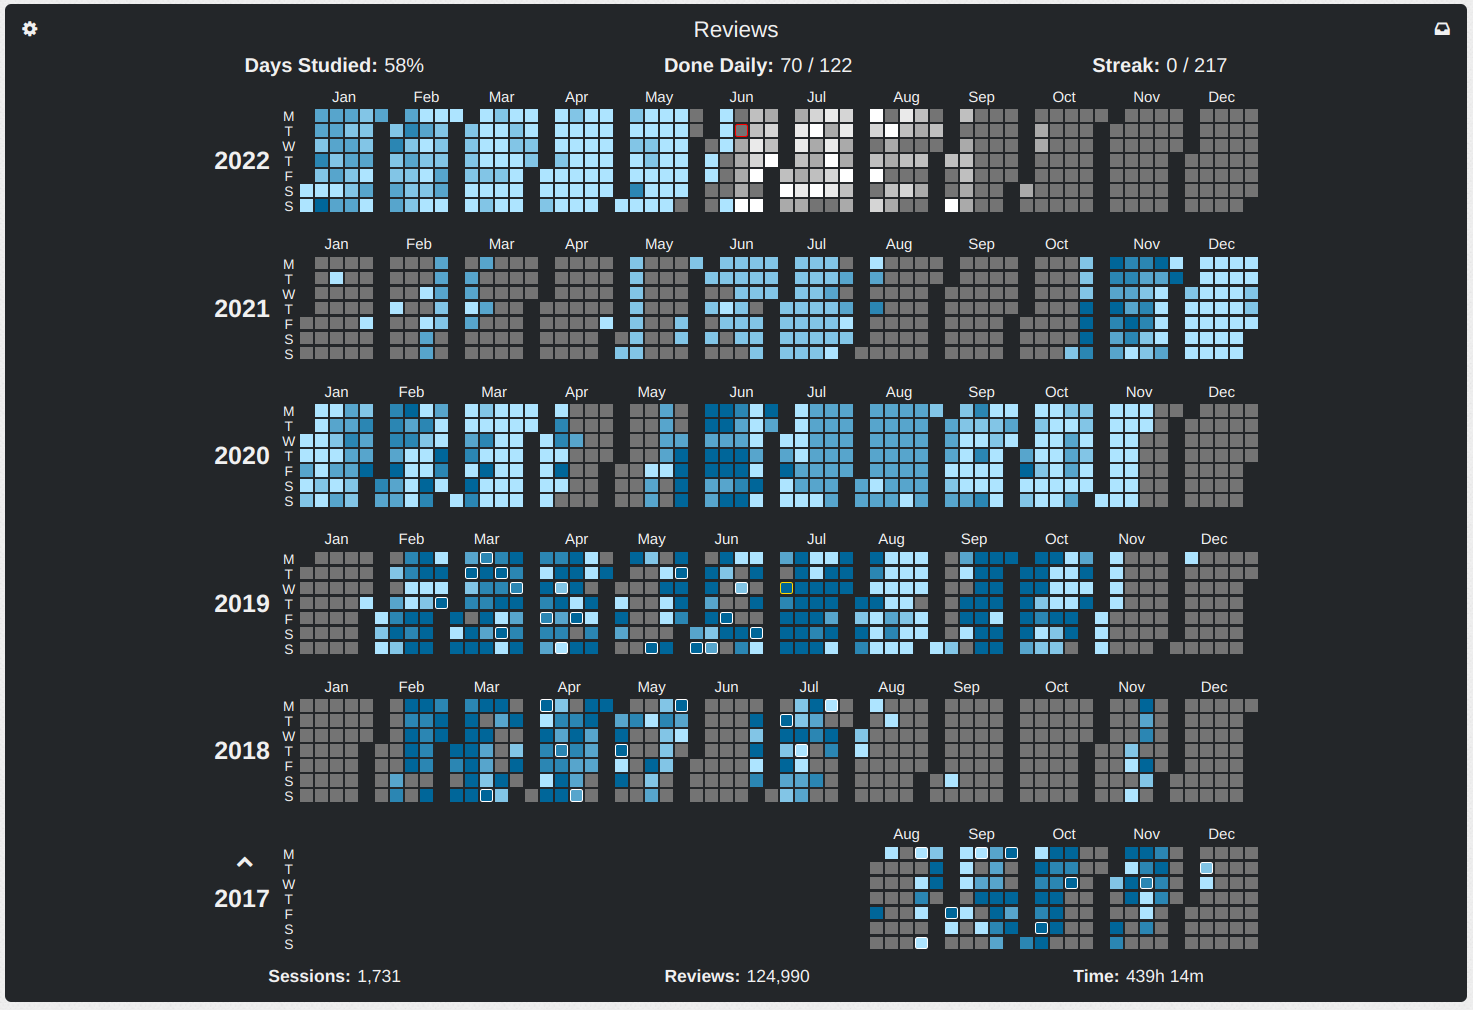 Reviews
Days Studied: 58% Done Daily: 70 / 122 Streak: 0 / 217
Jan Feb Mar Apr May Jun Jul Aug Sep Oct Nov Dec
M
T
W
2022 T
F
S
S
Jan Feb Mar Apr May Jun Jul Aug Sep Oct Nov Dec
M
T
W
2021 T
F
S
S
Jan Feb Mar Apr May Jun Jul Aug Sep Oct Nov Dec
M
T
W
2020 T
F
S
S
Jan Feb Mar Apr May Jun Jul Aug Sep Oct Nov Dec
M
T
W
2019 T
F
S
S
Jan Feb Mar Apr May Jun Jul Aug Sep Oct Nov Dec
M
T
W
2018 T
F
S
S
Aug Sep Oct Nov Dec
M
T
W
2017 T
F
S
S
Sessions: 1,731 Reviews: 124,990 Time: 439h 14m